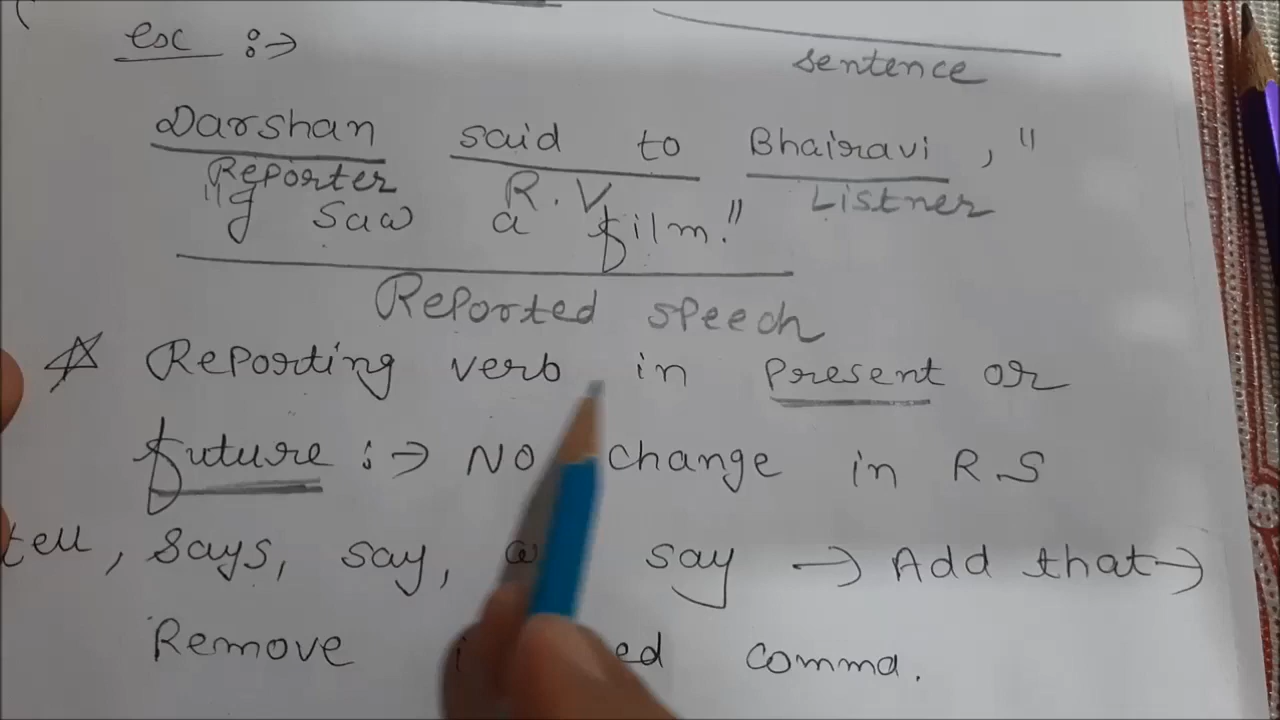 sentence
esc :→
Darshan said to Bhairavi , "
Reporter R.V Listner
"I saw a film."
Reported speech
☆ Reporting verb in present or
future :→ No change in R S
tell, says, say, say → Add that →
Remove comma.